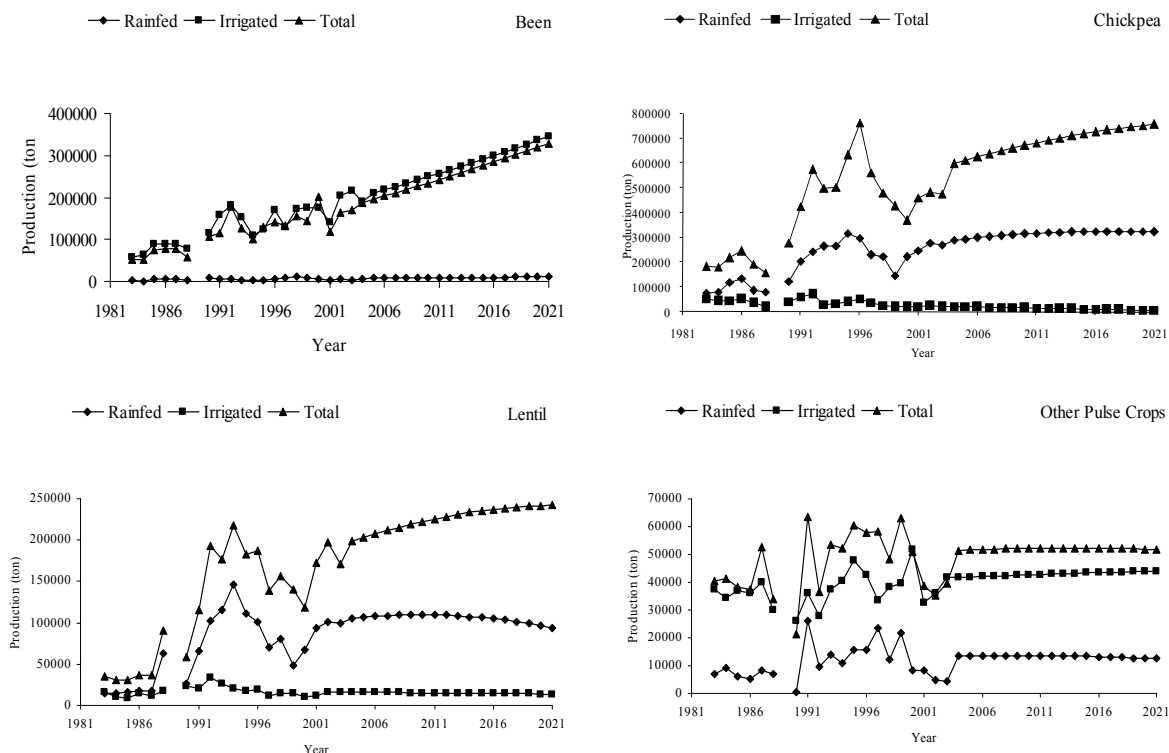 Rainfed Irrigated Total Been
Production (ton
400000
300000
200000
100000
0
1981 1986 1991 1996 2001 2006 2011 2016 2021
Year
Rainfed Irrigated Total Chickpea
Production (ton)
800000
700000
600000
500000
400000
300000
200000
100000
0
1981 1986 1991 1996 2001 2006 2011 2016 2021
Year
Rainfed Irrigated Total Lentil
Production (ton)
250000
200000
150000
100000
50000
0
1981 1986 1991 1996 2001 2006 2011 2016 2021
Year
Rainfed Irrigated Total Other Pulse Crops
Production (ton)
70000
60000
50000
40000
30000
20000
10000
0
1981 1986 1991 1996 2001 2006 2011 2016 2021
Year